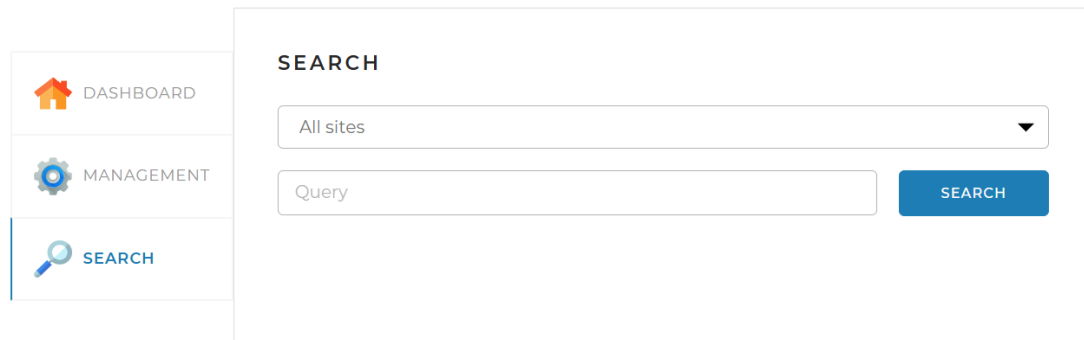 DASHBOARD
MANAGEMENT
SEARCH
SEARCH
All sites
Query
SEARCH